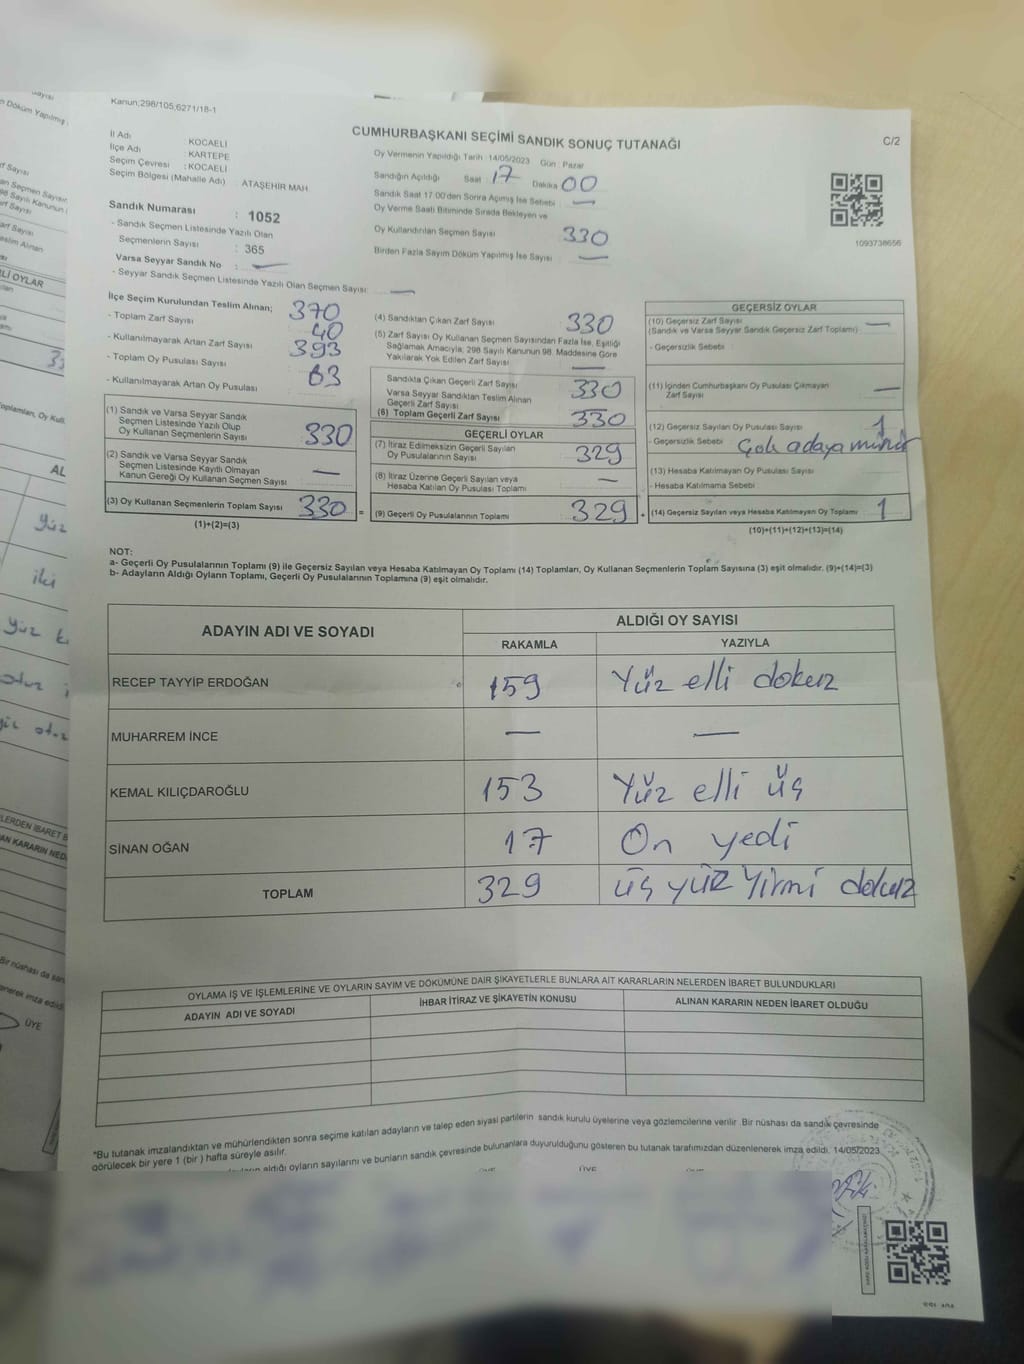 Kanun;298/105,6271/18-1
CUMHURBAŞKANI SEÇİMİ SANDIK SONUÇ TUTANAĞI
C/2
İl Adı : KOCAELİ
İlçe Adı : KARTEPE
Seçim Çevresi : KOCAELİ
Seçim Bölgesi (Mahalle Adı) ATAŞEHİR MAH
Oy Vermenin Yapıldığı Tarih :14/05/2023 Gün : Pazar
Sandığın Açıldığı Saat : 17 Dakika 00
Sandık Saat 17.00'den Sonra Açımış İse Sebebi : —
Oy Verme Saati Bitiminde Sırada Bekleyen ve
Oy Kullandırılan Seçmen Sayısı 330
Birden Fazla Sayım Döküm Yapılmış İse Sayısı : —
1093738656
Sandık Numarası : 1052
- Sandık Seçmen Listesinde Yazılı Olan
Seçmenlerin Sayısı : 365
Varsa Seyyar Sandık No : —
- Seyyar Sandık Seçmen Listesinde Yazılı Olan Seçmen Sayısı: —
İlçe Seçim Kurulundan Teslim Alınan;
- Toplam Zarf Sayısı 370
- Kullanılmayarak Artan Zarf Sayısı 40
- Toplam Oy Pusulası Sayısı 393
- Kullanılmayarak Artan Oy Pusulası 63
(1) Sandık ve Varsa Seyyar Sandık
Seçmen Listesinde Yazılı Olup
Oy Kullanan Seçmenlerin Sayısı 330
(2) Sandık ve Varsa Seyyar Sandık
Seçmen Listesinde Kayıtlı Olmayan
Kanun Gereği Oy Kullanan Seçmen Sayısı —
(3) Oy Kullanan Seçmenlerin Toplam Sayısı 330 =
(1)+(2)=(3)
(4) Sandıktan Çıkan Zarf Sayısı 330
(5) Zarf Sayısı Oy Kullanan Seçmen Sayısından Fazla İse, Eşitliği
Sağlamak Amacıyla, 298 Sayılı Kanunun 98. Maddesine Göre
Yakılarak Yok Edilen Zarf Sayısı —
Sandıkta Çıkan Geçerli Zarf Sayısı 330
Varsa Seyyar Sandıktan Teslim Alınan
Geçerli Zarf Sayısı —
(6) Toplam Geçerli Zarf Sayısı 330
GEÇERLİ OYLAR
(7) İtiraz Edilmeksizin Geçerli Sayılan
Oy Pusulalarının Sayısı 329
(8) İtiraz Üzerine Geçerli Sayılan veya
Hesaba Katılan Oy Pusulası Toplamı —
(9) Geçerli Oy Pusulalarının Toplamı 329 +
GEÇERSİZ OYLAR
(10) Geçersiz Zarf Sayısı
(Sandık ve Varsa Seyyar Sandık Geçersiz Zarf Toplamı) —
- Geçersizlik Sebebi :
(11) İçinden Cumhurbaşkanı Oy Pusulası Çıkmayan
Zarf Sayısı —
(12) Geçersiz Sayılan Oy Pusulası Sayısı 1
- Geçersizlik Sebebi : Çok adaya
(13) Hesaba Katılmayan Oy Pusulası Sayısı
- Hesaba Katılmama Sebebi
(14) Geçersiz Sayılan veya Hesaba Katılmayan Oy Toplamı 1
(10)+(11)+(12)+(13)=(14)
NOT:
a- Geçerli Oy Pusulalarının Toplamı (9) ile Geçersiz Sayılan veya Hesaba Katılmayan Oy Toplamı (14) Toplamları, Oy Kullanan Seçmenlerin Toplam Sayısına (3) eşit olmalıdır. (9)+(14)=(3)
b- Adayların Aldığı Oyların Toplamı, Geçerli Oy Pusulalarının Toplamına (9) eşit olmalıdır.
ADAYIN ADI VE SOYADI
ALDIĞI OY SAYISI
RAKAMLA YAZIYLA
RECEP TAYYİP ERDOĞAN 159 Yüz elli dokuz
MUHARREM İNCE — —
KEMAL KILIÇDAROĞLU 153 Yüz elli üç
SİNAN OĞAN 17 On yedi
TOPLAM 329 üç yüz Yirmi dokuz
OYLAMA İŞ VE İŞLEMLERİNE VE OYLARIN SAYIM VE DÖKÜMÜNE DAİR ŞİKAYETLERLE BUNLARA AİT KARARLARIN NELERDEN İBARET BULUNDUKLARI
ADAYIN ADI VE SOYADI
İHBAR İTİRAZ VE ŞİKAYETİN KONUSU
ALINAN KARARIN NEDEN İBARET OLDUĞU
*Bu tutanak imzalandıktan ve mühürlendikten sonra seçime katılan adayların ve talep eden siyasi partilerin sandık kurulu üyelerine veya gözlemcilerine verilir. Bir nüshası da sandık çevresinde
görülecek bir yere 1 (bir ) hafta süreyle asılır.
aldığı oyların sayılarını ve bunların sandık çevresinde bulunanlara duyurulduğunu gösteren bu tutanak tarafımızdan düzenlenerek imza edildi. 14/05/2023